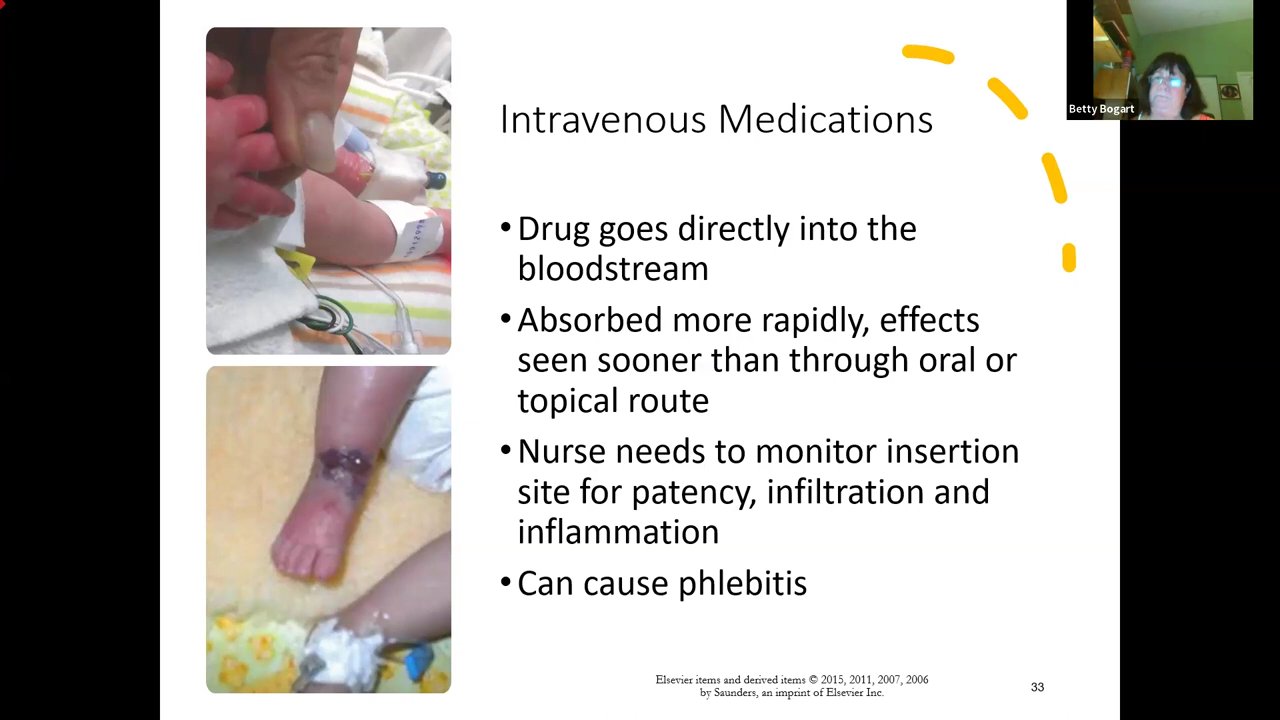 Betty Bogart
Intravenous Medications
•Drug goes directly into the
bloodstream
•Absorbed more rapidly, effects
seen sooner than through oral or
topical route
•Nurse needs to monitor insertion
site for patency, infiltration and
inflammation
•Can cause phlebitis
Elsevier items and derived items © 2015, 2011, 2007, 2006
by Saunders, an imprint of Elsevier Inc.
33